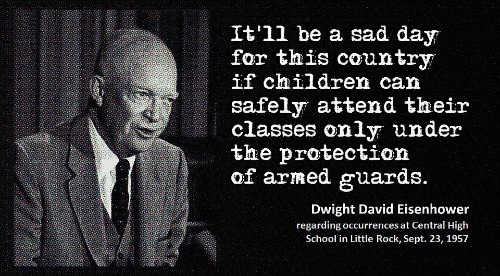 It'll be a sad day
for this country
if children can
safely attend their
classes only under
the protection
of armed guards.
Dwight David Eisenhower
regarding occurrences at Central High
School in Little Rock, Sept. 23, 1957